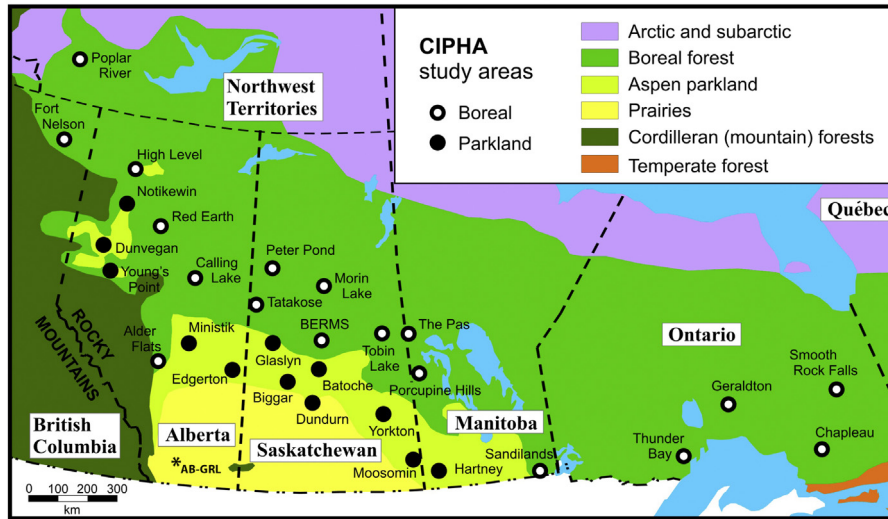 CIPHA
study areas
Boreal
Parkland
Arctic and subarctic
Boreal forest
Aspen parkland
Prairies
Cordilleran (mountain) forests
Temperate forest
Poplar
River
Northwest
Territories
Fort
Nelson
High Level
Notikewin
Red Earth
Québec
Dunvegan
Young's
Point
Calling
Lake
Peter Pond
Morin
Lake
Tatakose
Ministik
BERMS
The Pas
Ontario
Alder
Flats
Glaslyn
Tobin
Lake
Smooth
Rock Falls
ROCKY
MOUNTAINS
Edgerton
Batoche
Porcupine Hills
Geraldton
Biggar
Dundurn
Yorkton
Manitoba
British
Columbia
Alberta
Saskatchewan
Thunder
Bay
Chapleau
*AB-GRL
Moosomin
Hartney
Sandilands
0 100 200 300
km